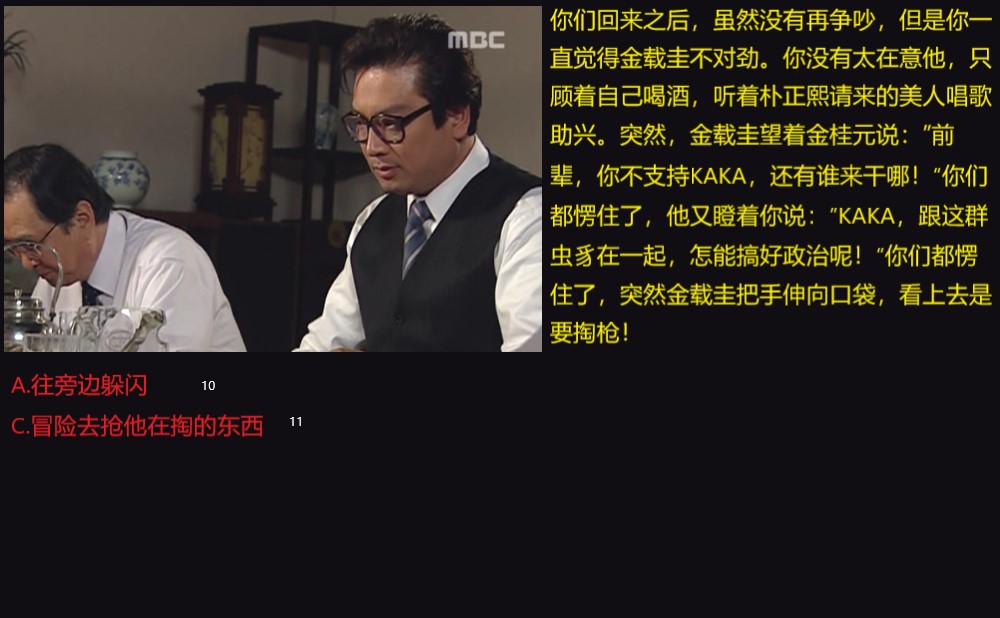 MBC
你们回来之后，虽然没有再争吵，但是你一
直觉得金载圭不对劲。你没有太在意他，只
顾着自己喝酒，听着朴正熙请来的美人唱歌
助兴。突然，金载圭望着金桂元说："前
辈，你不支持KAKA，还有谁来干哪！"你们
都愣住了，他又瞪着你说："KAKA，跟这群
虫豸在一起，怎能搞好政治呢！"你们都愣
住了，突然金载圭把手伸向口袋，看上去是
要掏枪！
A.往旁边躲闪 10
C.冒险去抢他在掏的东西 11